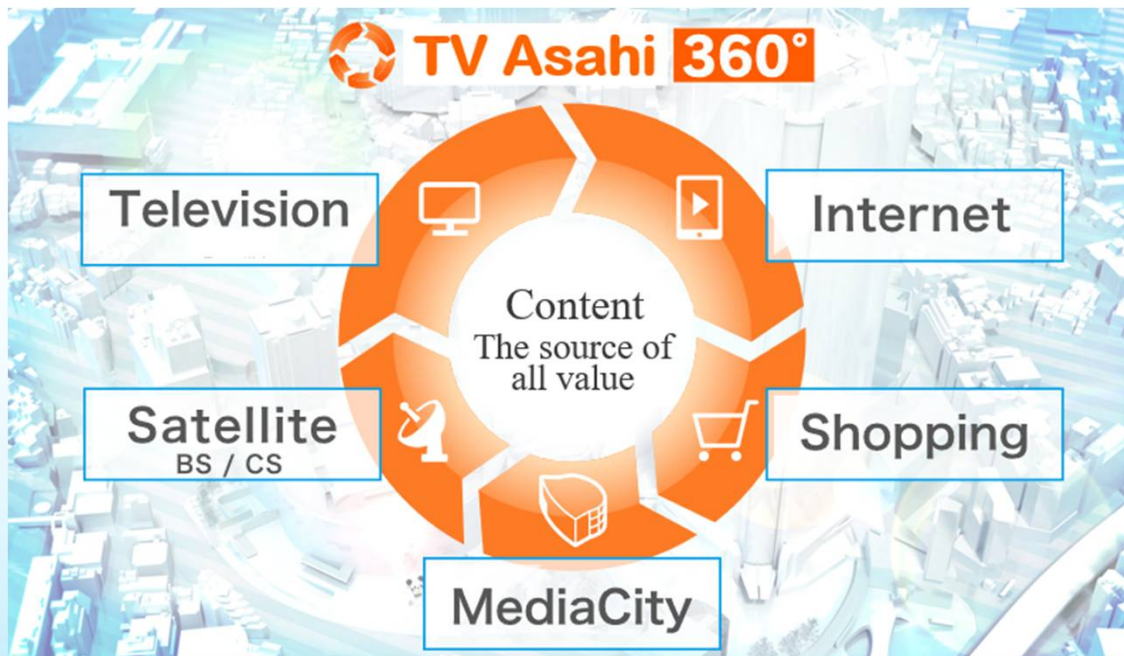 TV Asahi 360°
Television
Internet
Content
The source of
all value
Satellite
BS / CS
Shopping
MediaCity